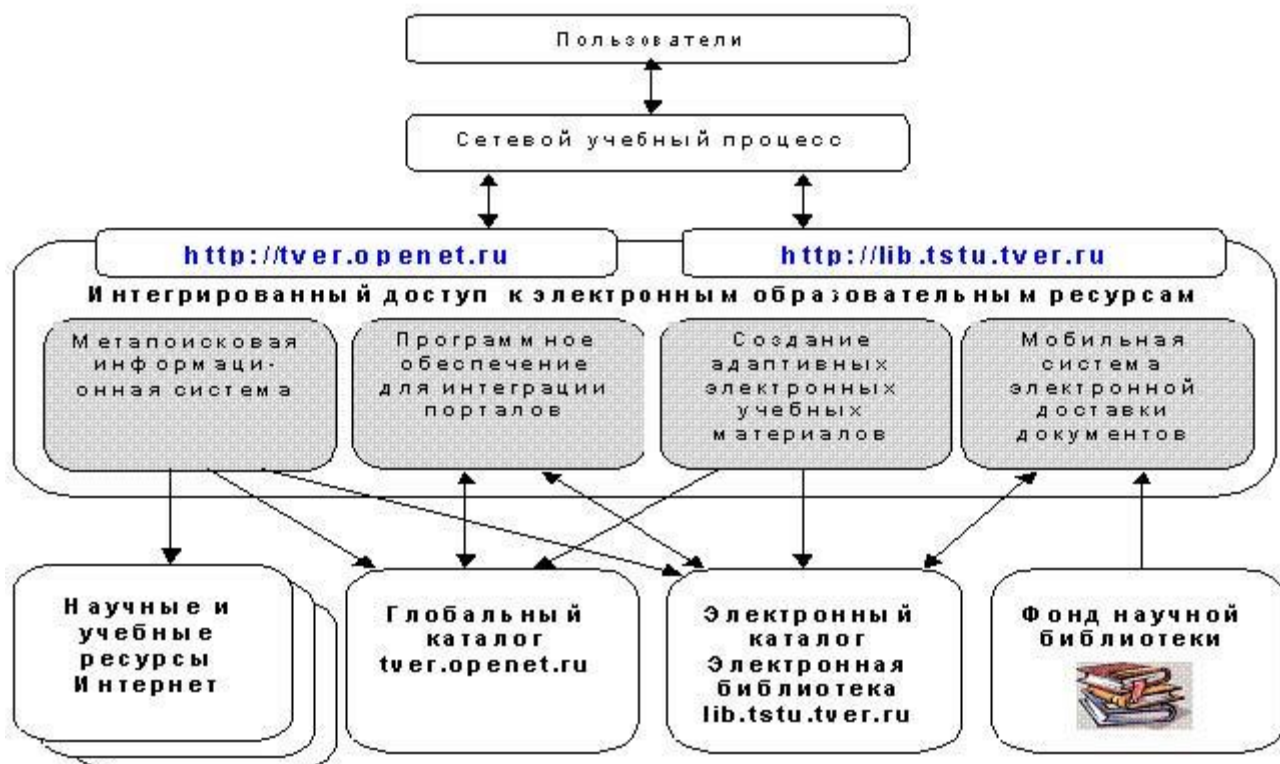 Пользователи
Сетевой учебный процесс
http://tver.openet.ru
http://lib.tstu.tver.ru
Интегрированный доступ к электронным образовательным ресурсам
Метапоисковая
информаци-
онная система
Программное
обеспечение
для интеграции
порталов
Создание
адаптивных
электронных
учебных
материалов
Мобильная
система
электронной
доставки
документов
Научные и
учебные
ресурсы
Интернет
Глобальный
каталог
tver.openet.ru
Электронный
каталог
Электронная
библиотека
lib.tstu.tver.ru
Фонд научной
библиотеки